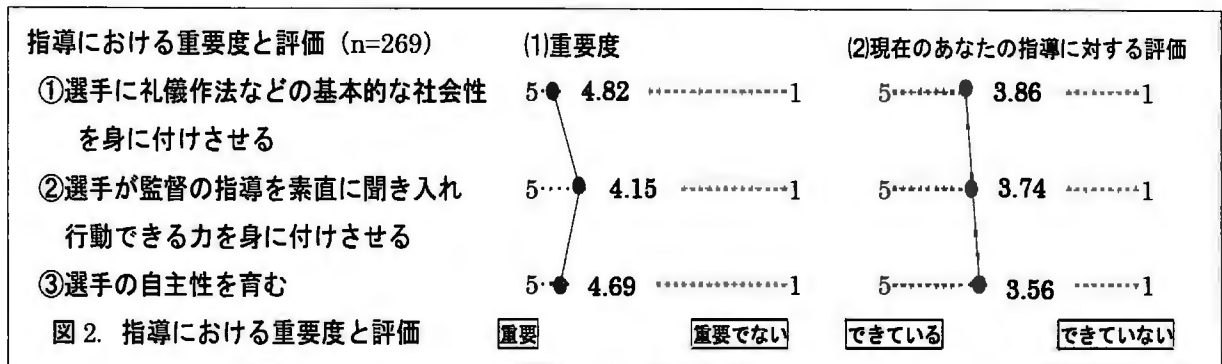 指導における重要度と評価 (n=269) (1)重要度 (2)現在のあなたの指導に対する評価
①選手に礼儀作法などの基本的な社会性 5 4.82 1 5 3.86 1
を身に付けさせる
②選手が監督の指導を素直に聞き入れ 5 4.15 1 5 3.74 1
行動できる力を身に付けさせる
③選手の自主性を育む 5 4.69 1 5 3.56 1
図2. 指導における重要度と評価 重要 重要でない できている できていない